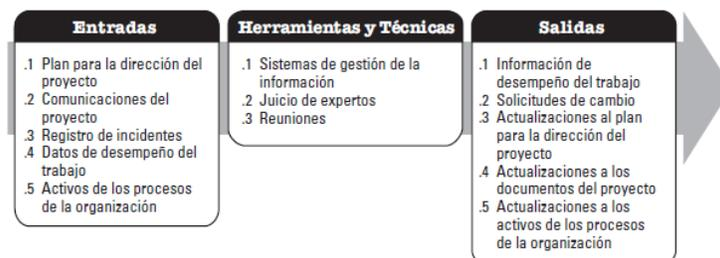 Entradas
.1 Plan para la dirección del
proyecto
.2 Comunicaciones del
proyecto
.3 Registro de incidentes
.4 Datos de desempeño del
trabajo
.5 Activos de los procesos
de la organización
Herramientas y Técnicas
.1 Sistemas de gestión de la
información
.2 Juicio de expertos
.3 Reuniones
Salidas
.1 Información de
desempeño del trabajo
.2 Solicitudes de cambio
.3 Actualizaciones al plan
para la dirección del
proyecto
.4 Actualizaciones a los
documentos del proyecto
.5 Actualizaciones a los
activos de los procesos
de la organización